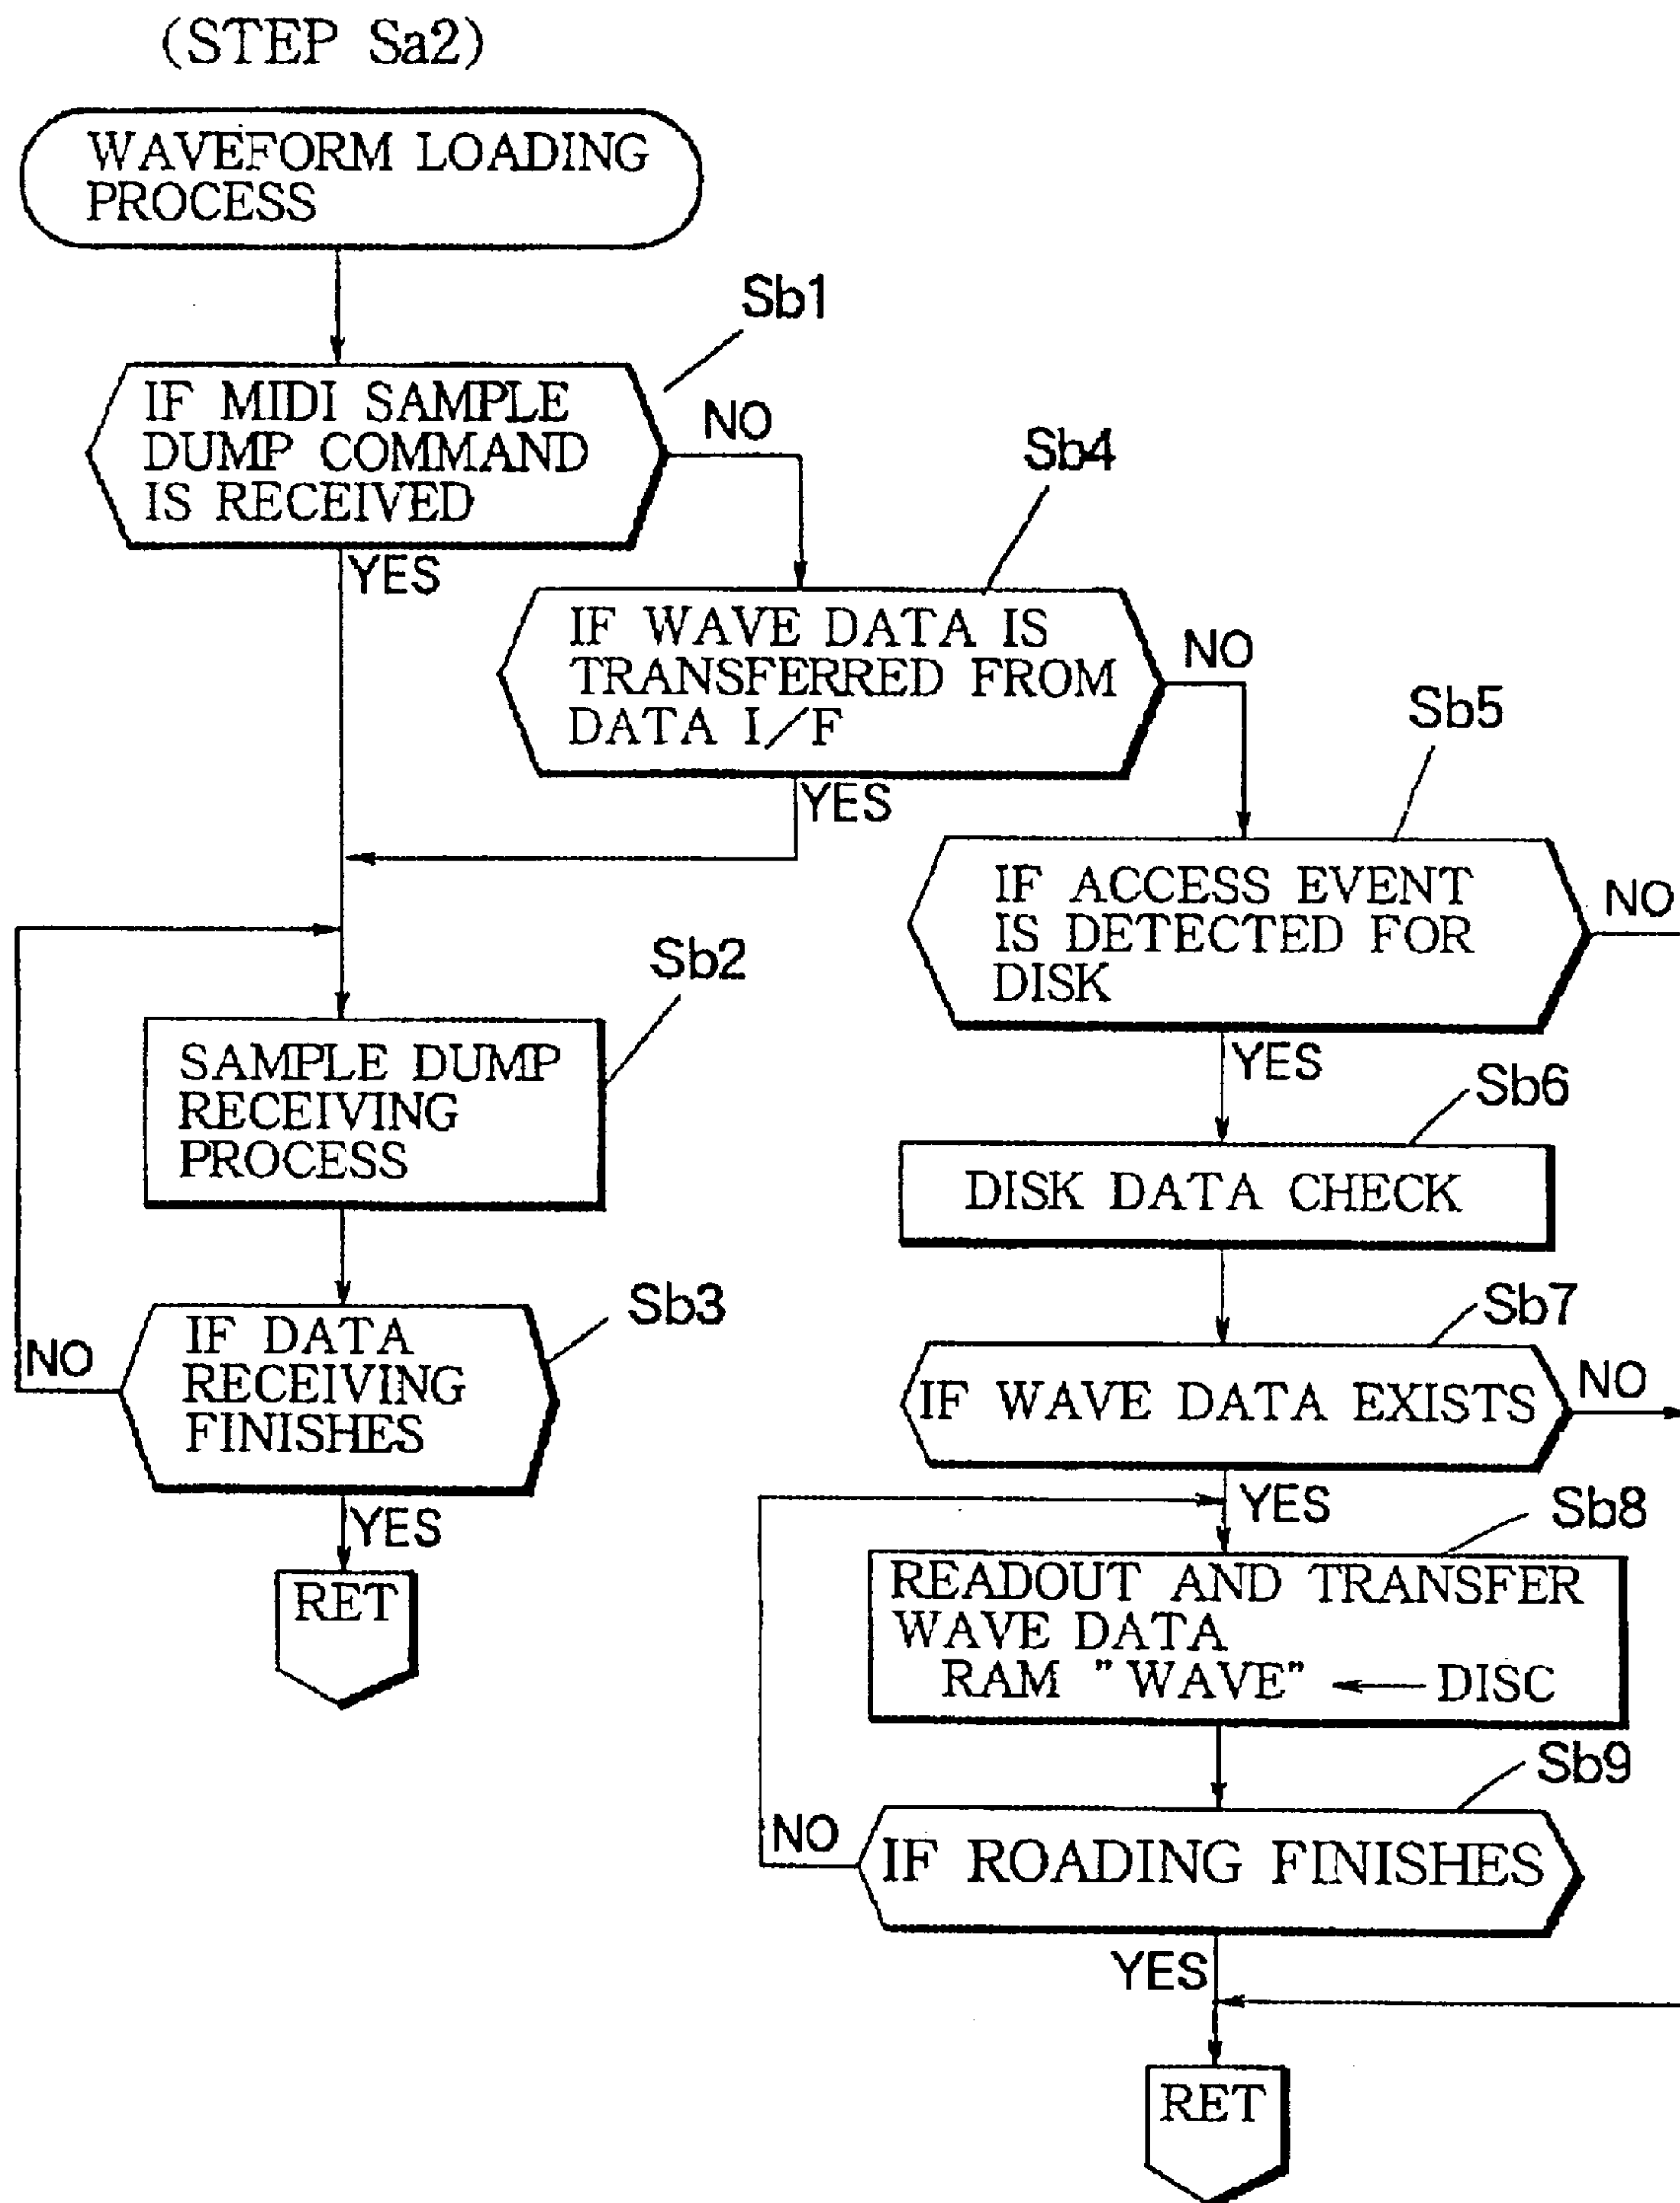 (STEP Sa2)
WAVEFORM LOADING
PROCESS
Sb1
IF MIDI SAMPLE
DUMP COMMAND
IS RECEIVED
NO
YES
Sb4
IF WAVE DATA IS
TRANSFERRED FROM
DATA I/F
NO
YES
Sb5
IF ACCESS EVENT
IS DETECTED FOR
DISK
NO
YES
Sb2
SAMPLE DUMP
RECEIVING
PROCESS
Sb6
DISK DATA CHECK
Sb3
IF DATA
RECEIVING
FINISHES
NO
YES
RET
Sb7
IF WAVE DATA EXISTS
NO
YES
Sb8
READOUT AND TRANSFER
WAVE DATA
RAM "WAVE" ← DISC
Sb9
NO
IF ROADING FINISHES
YES
RET